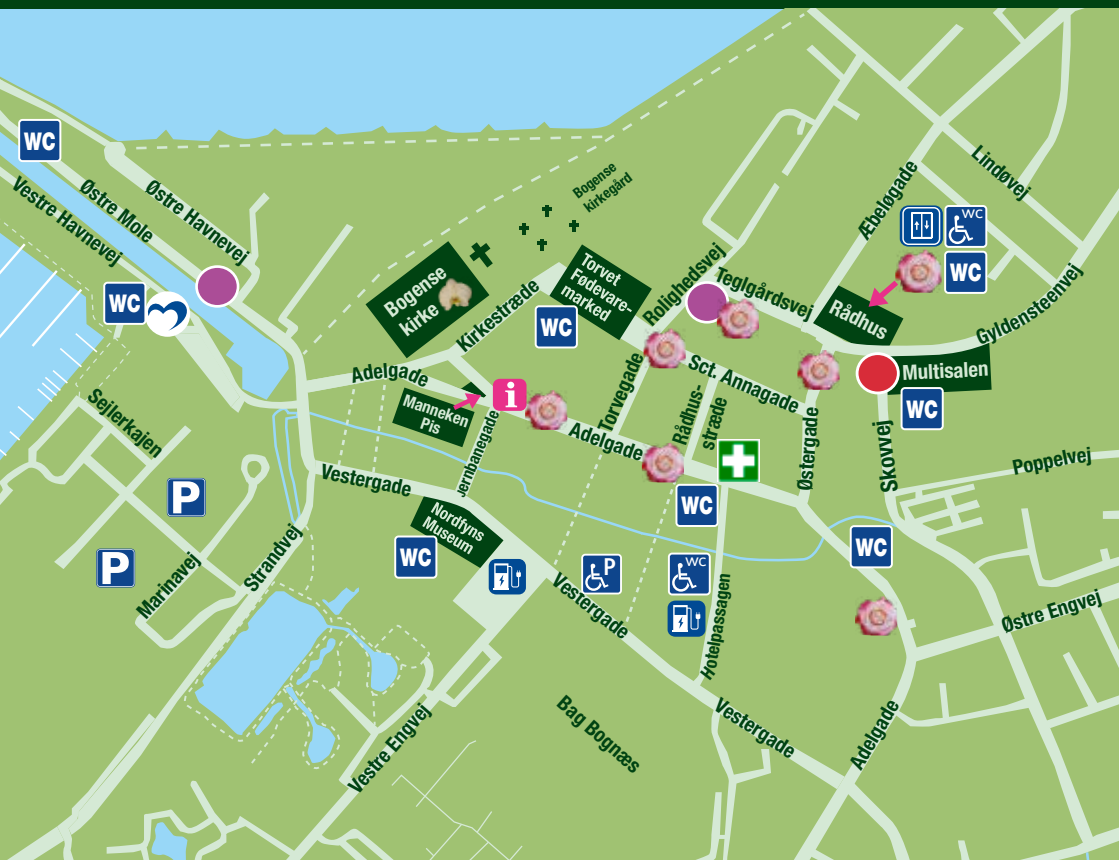 WC
Østre Havnevej
Østre Mole
Vestre Havnevej
WC
Bogense
kirkegård
Lindøvej
Æbeløgade
WC
WC
Bogense
kirke
Torvet
Fødevare-
marked
Kirkestræde
WC
Rolighedsvej
Teglgårdsvej
Rådhus
Gyldensteenvej
Multisalen
WC
Adelgade
Manneken
Pis
i
Jernbanegade
Torvegade
Sct. Annagade
Rådhus-
stræde
Adelgade
Østergade
Skovvej
Poppelvej
Sejlerkajen
P
P
Marinavej
Strandvej
Vestergade
Nordfyns
Museum
WC
WC
WC
P
WC
Vestergade
Hotelpassagen
Østre Engvej
Bag Bognæs
Vestre Engvej
Vestergade
Adelgade